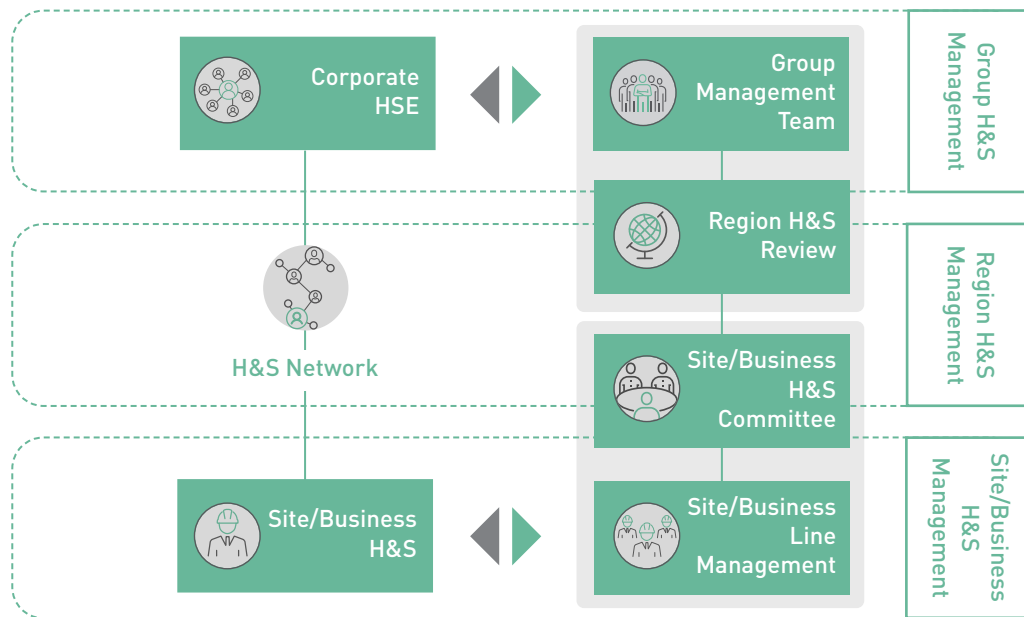 Corporate
HSE
Group
Management
Team
Group H&S
Management
Region H&S
Review
Region H&S
Management
H&S Network
Site/Business
H&S
Committee
Site/Business
H&S
Site/Business
Line
Management
Site/Business
H&S
Management